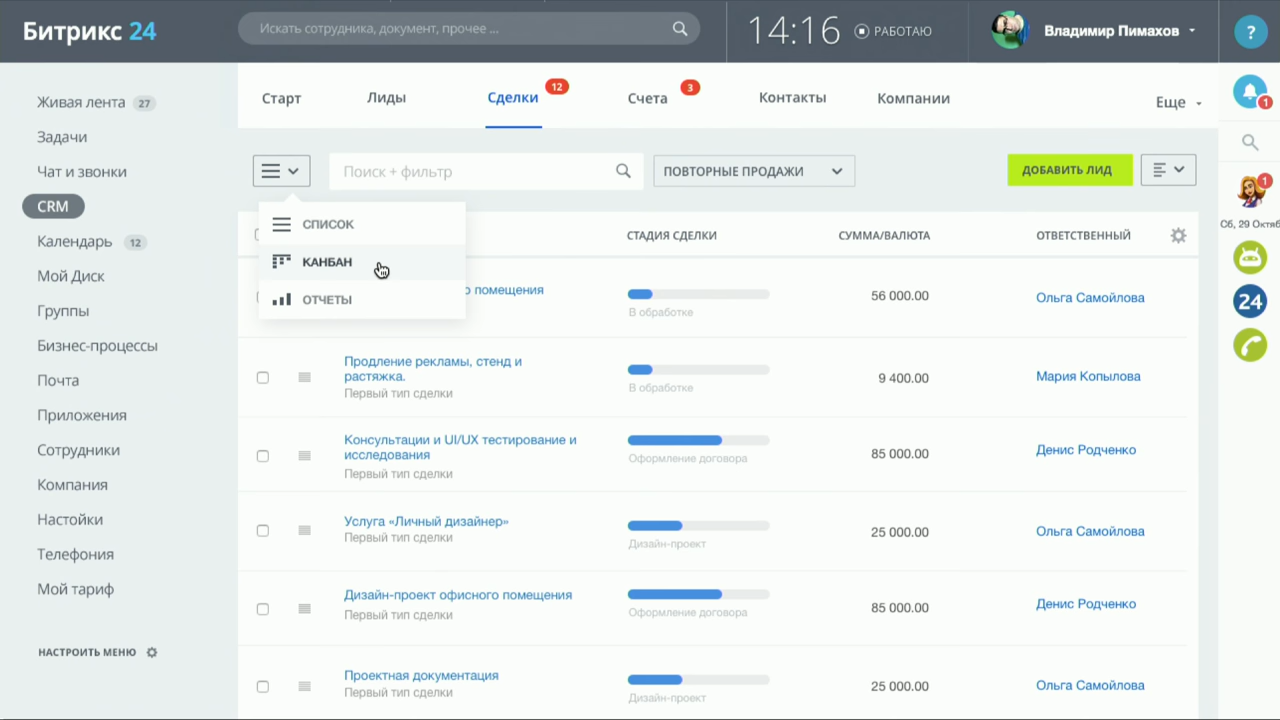 Битрикс 24
Искать сотрудника, документ, прочее ...
14:16
РАБОТАЮ
Владимир Пимахов
?
Живая лента 27
Задачи
Чат и звонки
CRM
Календарь 12
Мой Диск
Группы
Бизнес-процессы
Почта
Приложения
Сотрудники
Компания
Настойки
Телефония
Мой тариф
НАСТРОИТЬ МЕНЮ
Старт
Лиды
Сделки 12
Счета 3
Контакты
Компании
Еще
Поиск + фильтр
ПОВТОРНЫЕ ПРОДАЖИ
ДОБАВИТЬ ЛИД
СПИСОК
КАНБАН
ОТЧЕТЫ
СТАДИЯ СДЕЛКИ
СУММА/ВАЛЮТА
ОТВЕТСТВЕННЫЙ
помещения
В обработке
56 000.00
Ольга Самойлова
Продление рекламы, стенд и
растяжка.
Первый тип сделки
В обработке
9 400.00
Мария Копылова
Консультации и UI/UX тестирование и
исследования
Первый тип сделки
Оформление договора
85 000.00
Денис Родченко
Услуга «Личный дизайнер»
Первый тип сделки
Дизайн-проект
25 000.00
Ольга Самойлова
Дизайн-проект офисного помещения
Первый тип сделки
Оформление договора
85 000.00
Денис Родченко
Проектная документация
Первый тип сделки
Дизайн-проект
25 000.00
Ольга Самойлова
1
1
Сб, 29 Октяб
24